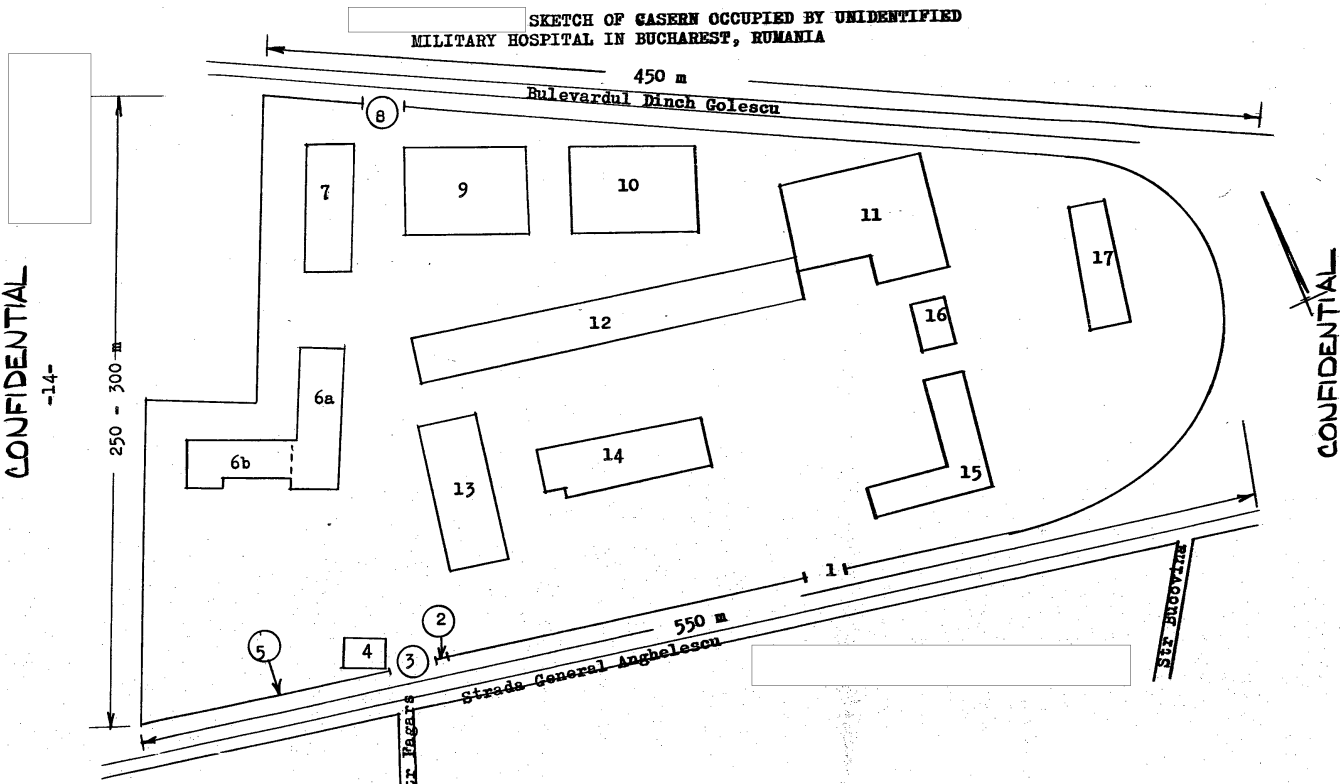 SKETCH OF CASERN OCCUPIED BY UNIDENTIFIED
MILITARY HOSPITAL IN BUCHAREST, RUMANIA
450 m
Bulevardul Dinch Golescu
8
7
9
10
11
17
12
16
6a
6b
13
14
15
250 - 300 m
CONFIDENTIAL
-14-
CONFIDENTIAL
1
2
3
4
5
550 m
Strada General Anghelescu
Str Bucovina
r Fagars